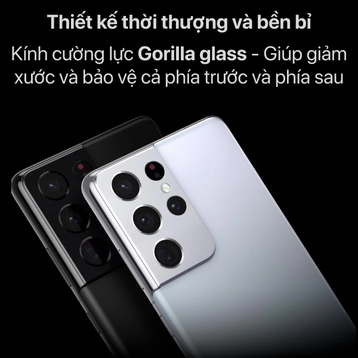 Thiết kế thời thượng và bền bỉ
Kính cường lực Gorilla glass - Giúp giảm
xước và bảo vệ cả phía trước và phía sau